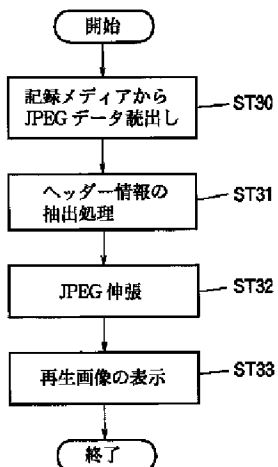 開始
記録メディアから
JPEGデータ読出し
ST30
ヘッダー情報の
抽出処理
ST31
JPEG伸張
ST32
再生画像の表示
ST33
終了